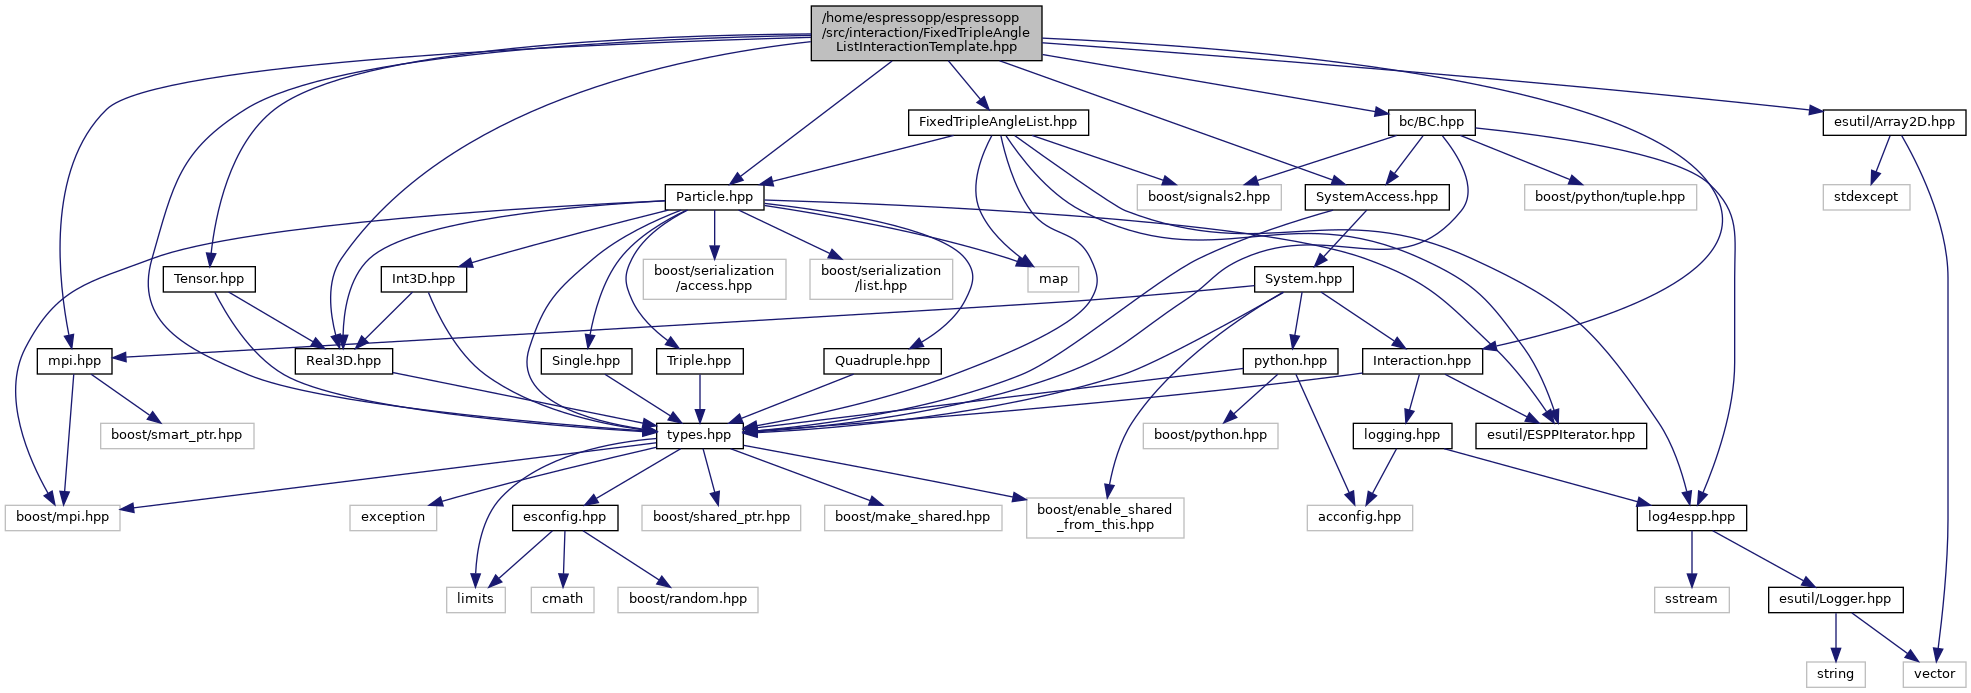 /home/espressopp/espressopp
/src/interaction/FixedTripleAngle
ListInteractionTemplate.hpp
FixedTripleAngleList.hpp
bc/BC.hpp
esutil/Array2D.hpp
Particle.hpp
boost/signals2.hpp
SystemAccess.hpp
boost/python/tuple.hpp
stdexcept
Tensor.hpp
Int3D.hpp
boost/serialization
/access.hpp
boost/serialization
/list.hpp
map
System.hpp
mpi.hpp
Real3D.hpp
Single.hpp
Triple.hpp
Quadruple.hpp
python.hpp
Interaction.hpp
boost/smart_ptr.hpp
types.hpp
boost/python.hpp
logging.hpp
esutil/ESPPIterator.hpp
boost/mpi.hpp
exception
esconfig.hpp
boost/shared_ptr.hpp
boost/make_shared.hpp
boost/enable_shared
_from_this.hpp
acconfig.hpp
log4espp.hpp
limits
cmath
boost/random.hpp
sstream
esutil/Logger.hpp
string
vector